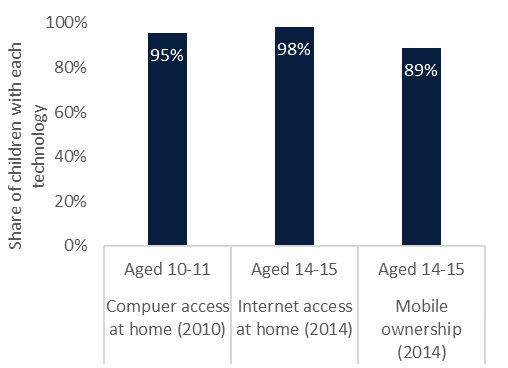 Share of children with each
technology
100%
80%
60%
40%
20%
0%
95%
98%
89%
Aged 10-11
Aged 14-15
Aged 14-15
Compuer access
at home (2010)
Internet access
at home (2014)
Mobile
ownership
(2014)